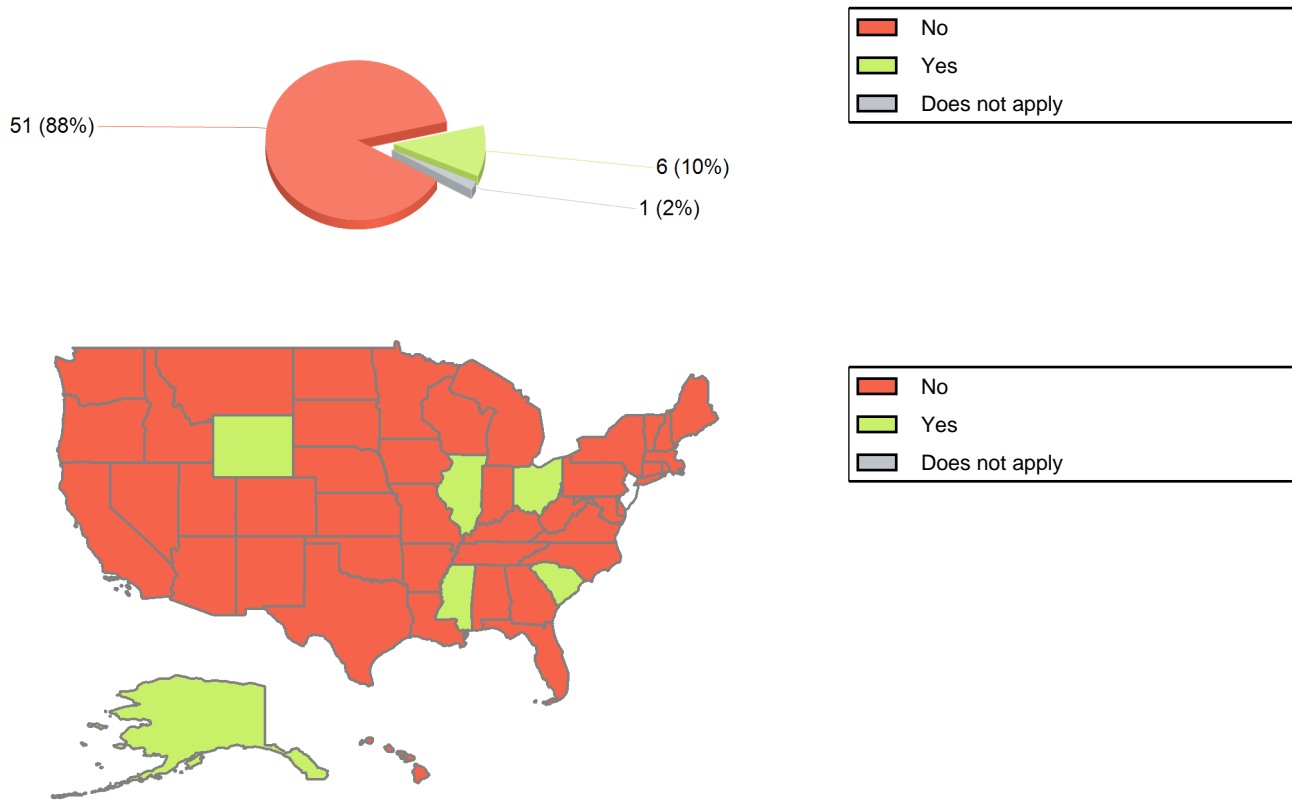 No
Yes
Does not apply
51 (88%)
6 (10%)
1 (2%)
No
Yes
Does not apply